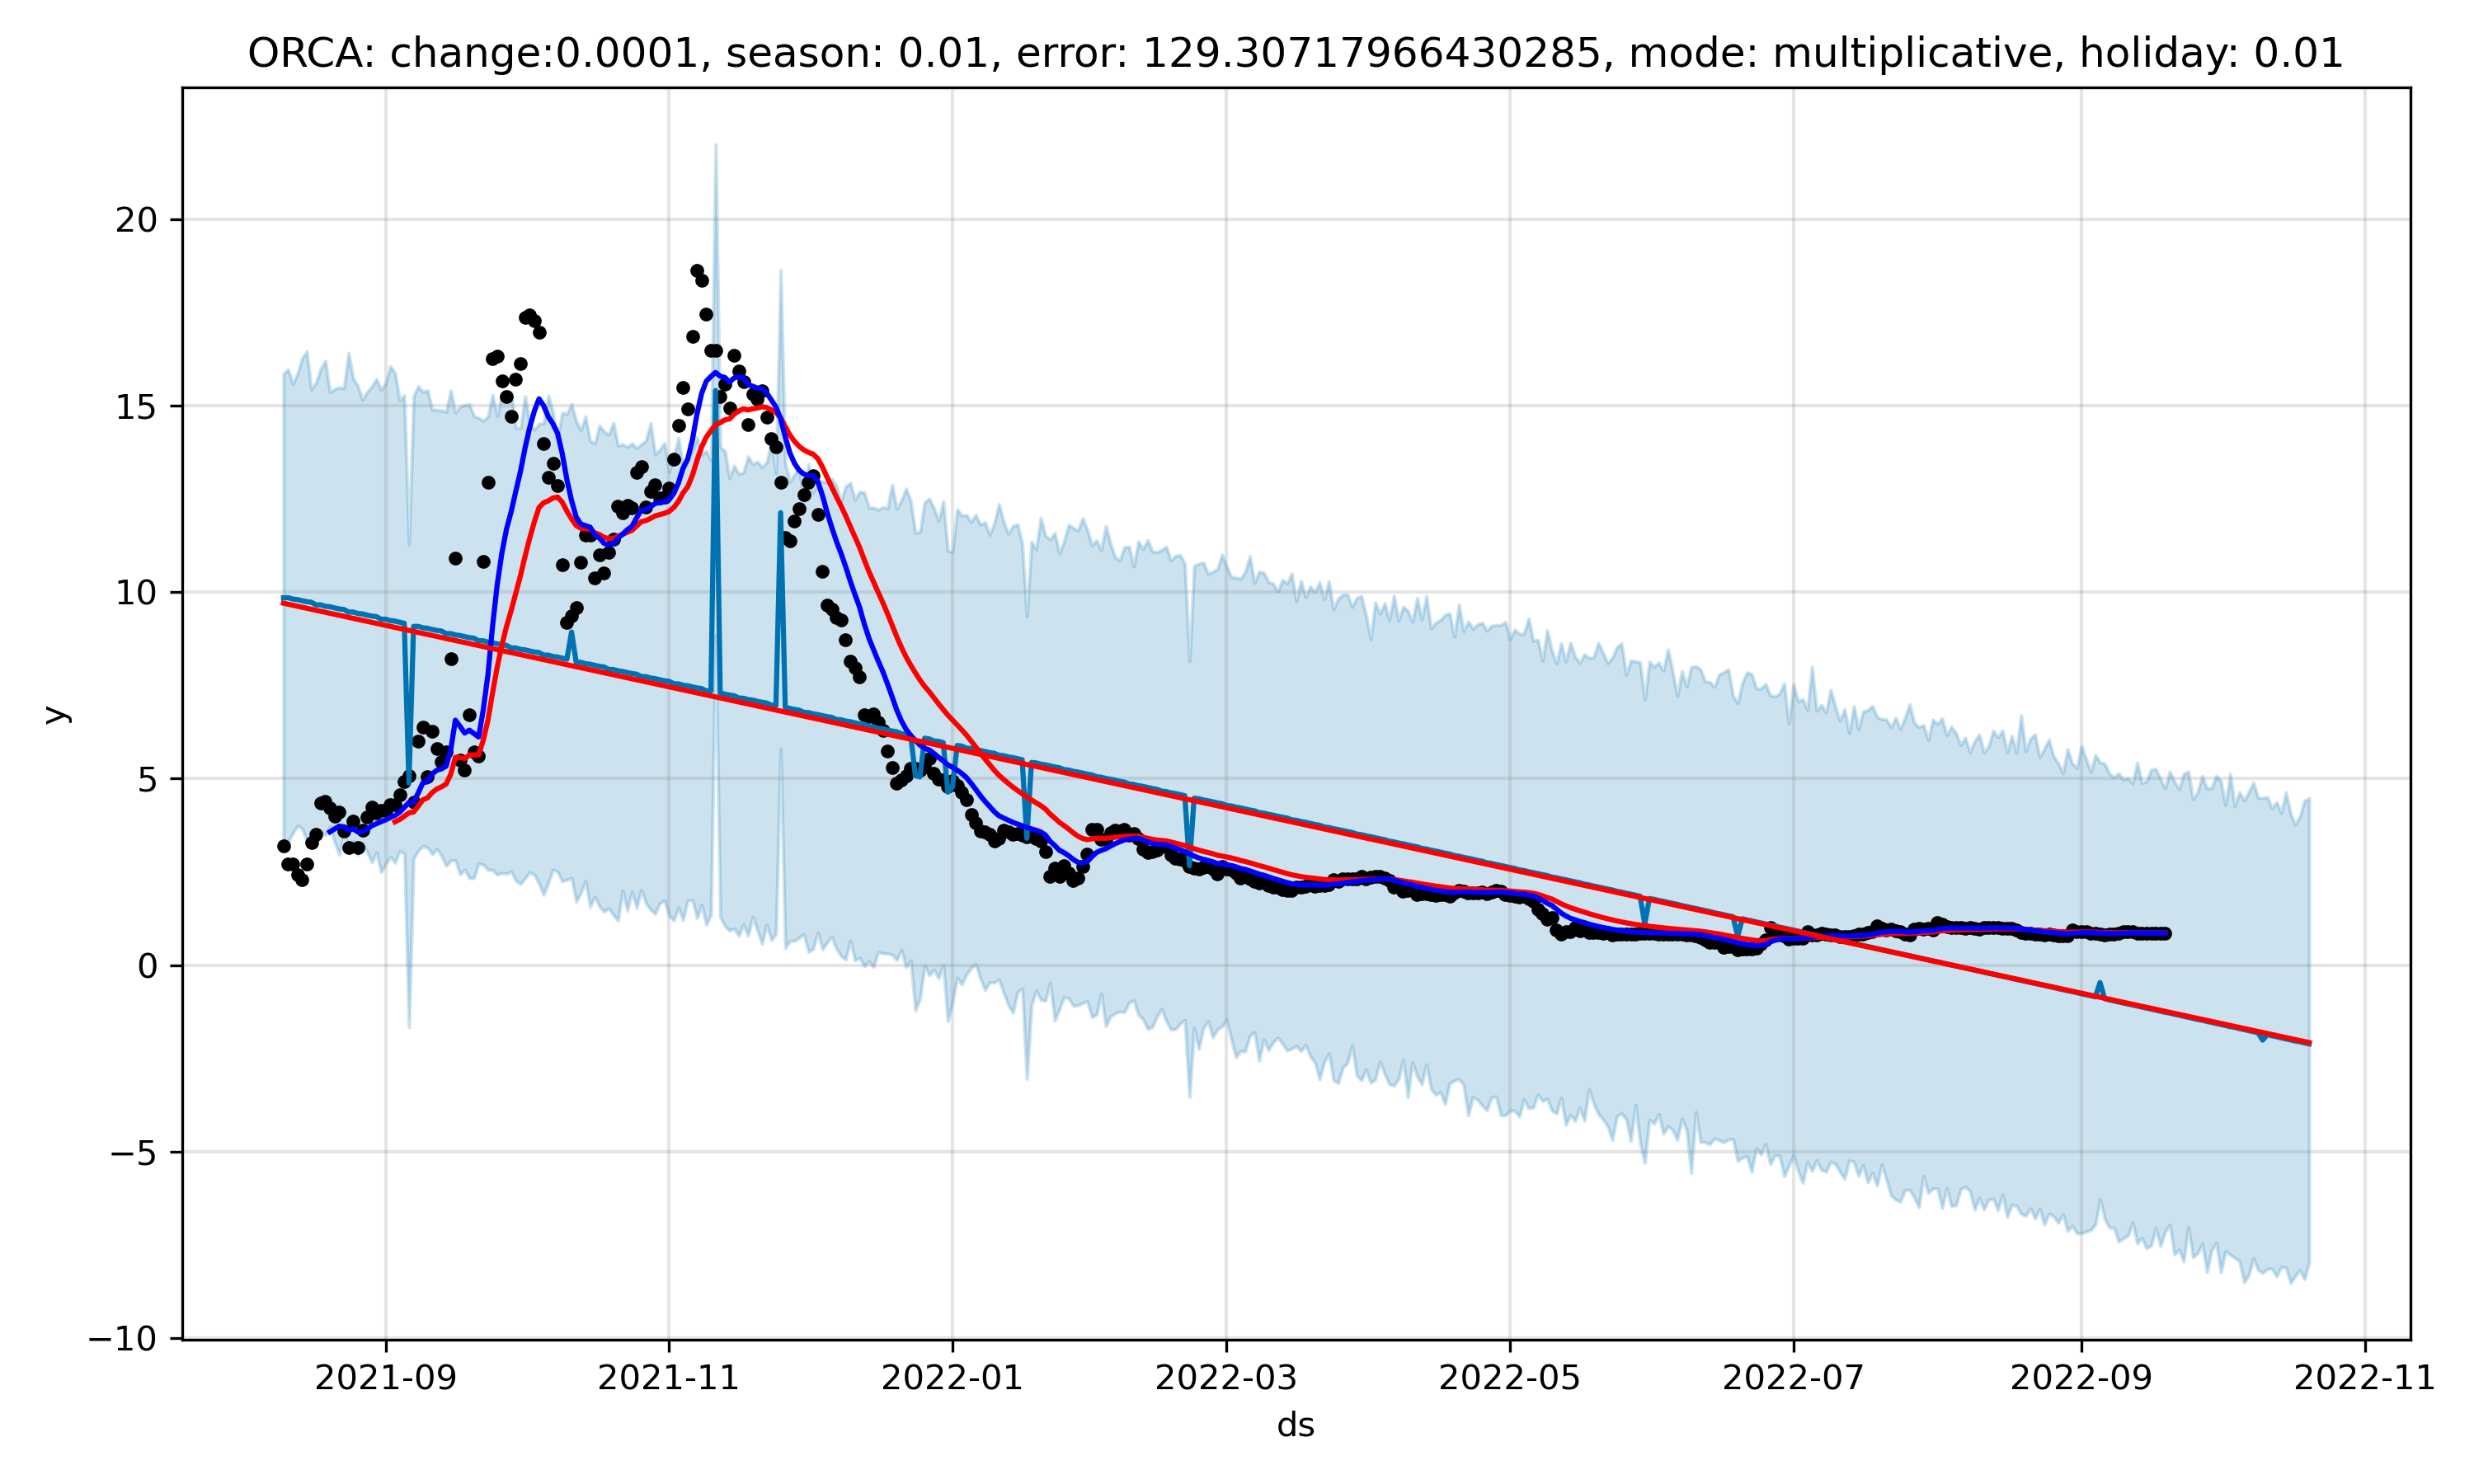 ORCA: change:0.0001, season: 0.01, error: 129.30717966430285, mode: multiplicative, holiday: 0.01
20
15
10
5
0
−5
−10
y
2021-09 2021-11 2022-01 2022-03 2022-05 2022-07 2022-09 2022-11
ds